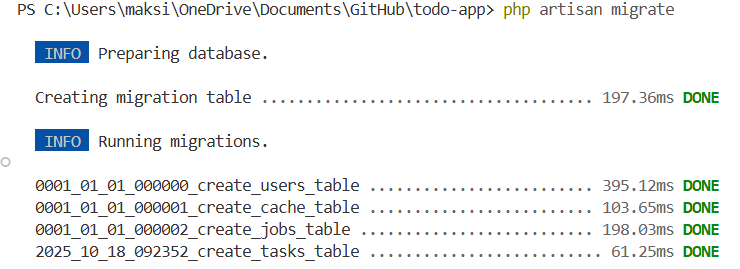 PS C:\Users\maksi\OneDrive\Documents\GitHub\todo-app> php artisan migrate
INFO Preparing database.
Creating migration table ....................................... 197.36ms DONE
INFO Running migrations.
0001_01_01_000000_create_users_table ........................... 395.12ms DONE
0001_01_01_000001_create_cache_table ........................... 103.65ms DONE
0001_01_01_000002_create_jobs_table ............................ 198.03ms DONE
2025_10_18_092352_create_tasks_table ............................ 61.25ms DONE